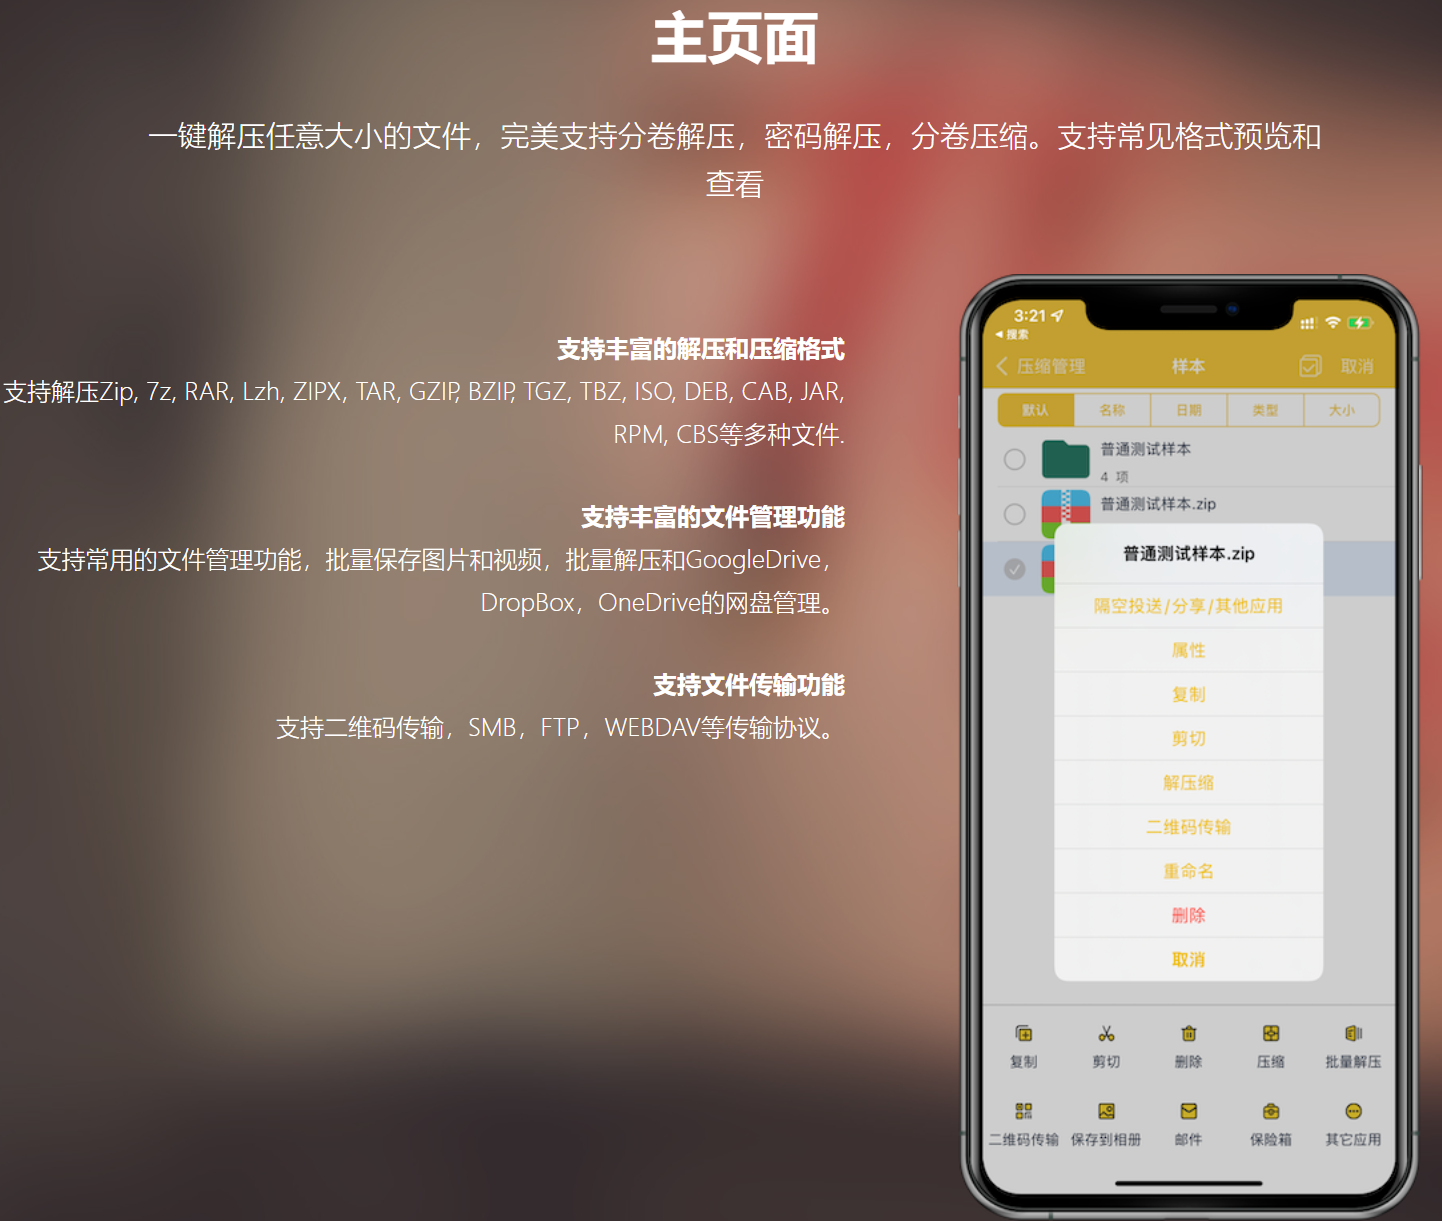 主页面
一键解压任意大小的文件，完美支持分卷解压，密码解压，分卷压缩。支持常见格式预览和
查看
支持丰富的解压和压缩格式
支持解压Zip, 7z, RAR, Lzh, ZIPX, TAR, GZIP, BZIP, TGZ, TBZ, ISO, DEB, CAB, JAR,
RPM, CBS等多种文件.
支持丰富的文件管理功能
支持常用的文件管理功能，批量保存图片和视频，批量解压和GoogleDrive，
DropBox，OneDrive的网盘管理。
支持文件传输功能
支持二维码传输，SMB，FTP，WEBDAV等传输协议。
3:21
搜索
压缩管理 样本 取消
默认 名称 日期 类型 大小
普通测试样本
4 项
普通测试样本.zip
普通测试样本.zip
隔空投送/分享/其他应用
属性
复制
剪切
解压缩
二维码传输
重命名
删除
取消
复制 剪切 删除 压缩 批量解压
二维码传输 保存到相册 邮件 保险箱 其它应用